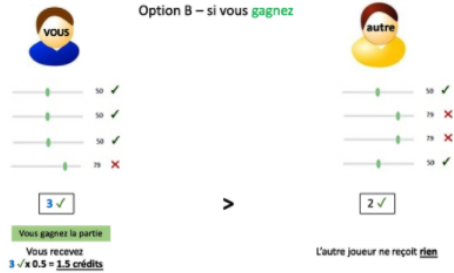 Option B – si vous gagnez
vous
autre
50 ✓
50 ✓
50 ✓
79 ✗
50 ✓
79 ✗
79 ✗
50 ✓
3 ✓
>
2 ✓
Vous gagnez la partie
Vous recevez
3 ✓x 0.5 = 1.5 crédits
L'autre joueur ne reçoit rien